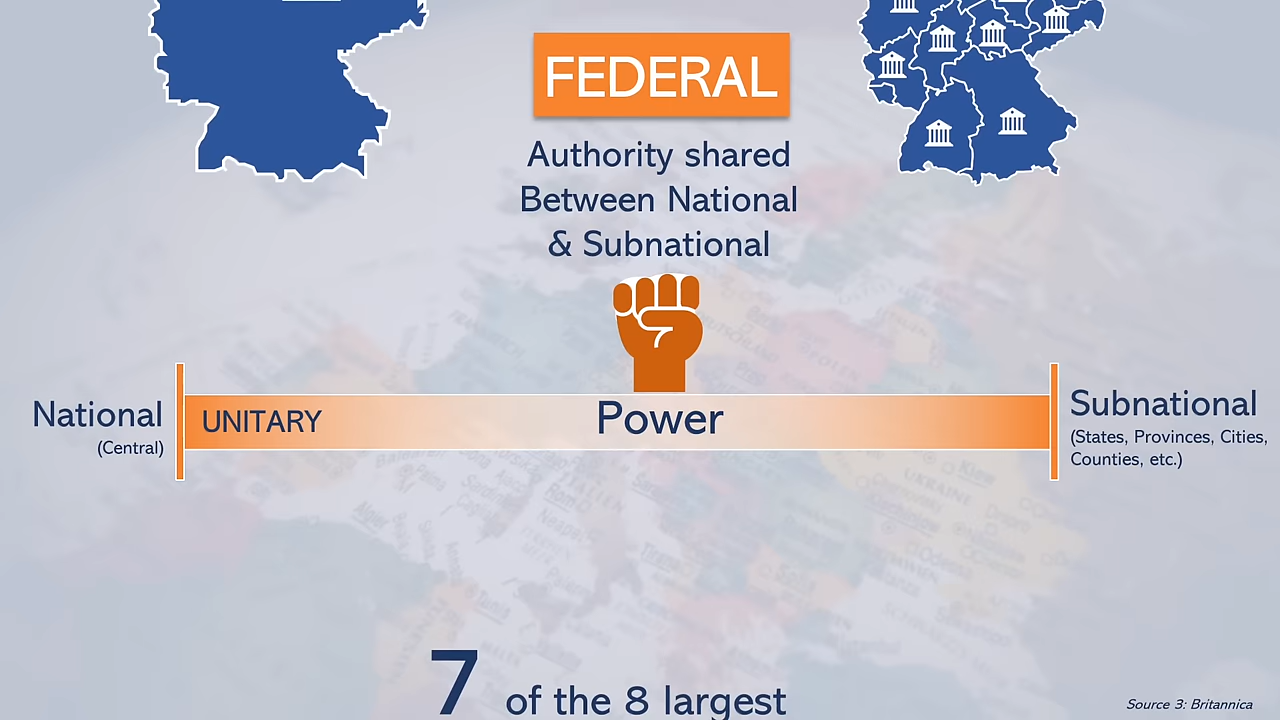 FEDERAL
Authority shared
Between National
& Subnational
National
(Central)
UNITARY
Power
Subnational
(States, Provinces, Cities,
Counties, etc.)
7 of the 8 largest
Source 3: Britannica